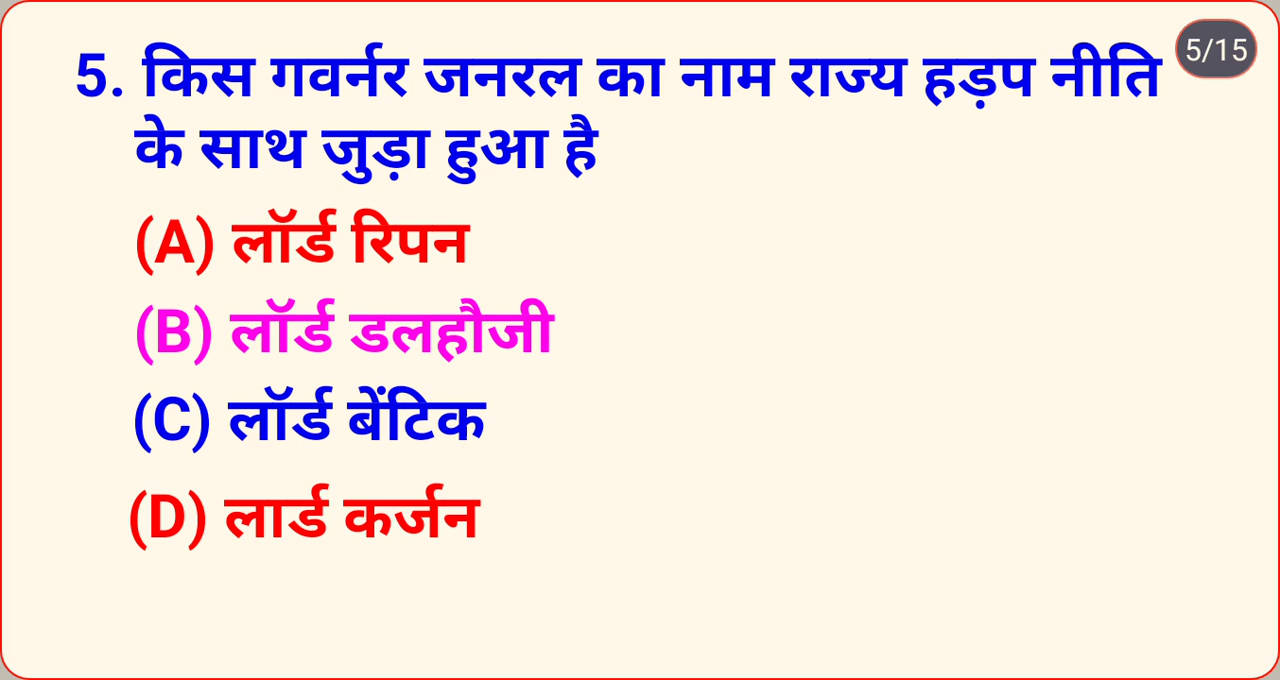 5/15
5. किस गवर्नर जनरल का नाम राज्य हड़प नीति
के साथ जुड़ा हुआ है
(A) लॉर्ड रिपन
(B) लॉर्ड डलहौजी
(C) लॉर्ड बेंटिक
(D) लार्ड कर्जन